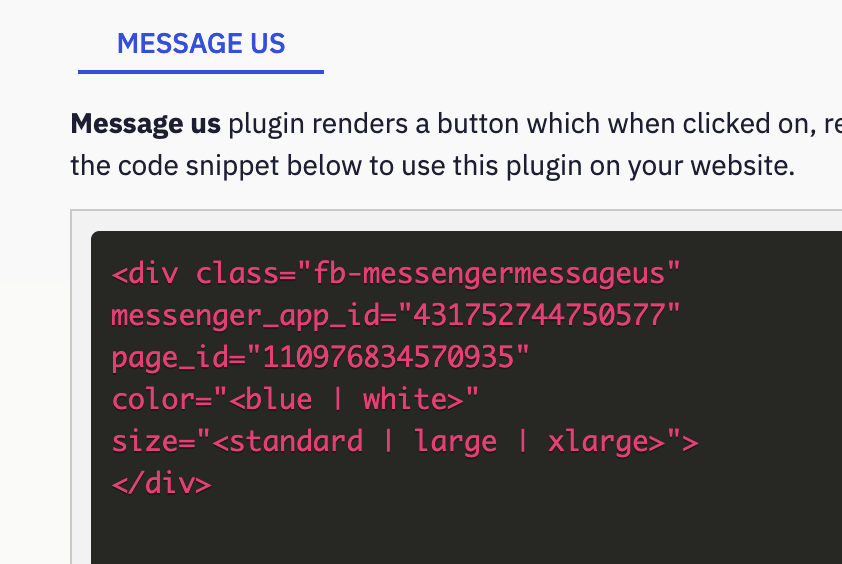 MESSAGE US
Message us plugin renders a button which when clicked on,
the code snippet below to use this plugin on your website.
<div class="fb-messengermessageus"
messenger_app_id="431752744750577"
page_id="110976834570935"
color="<blue | white>"
size="<standard | large | xlarge>">
</div>